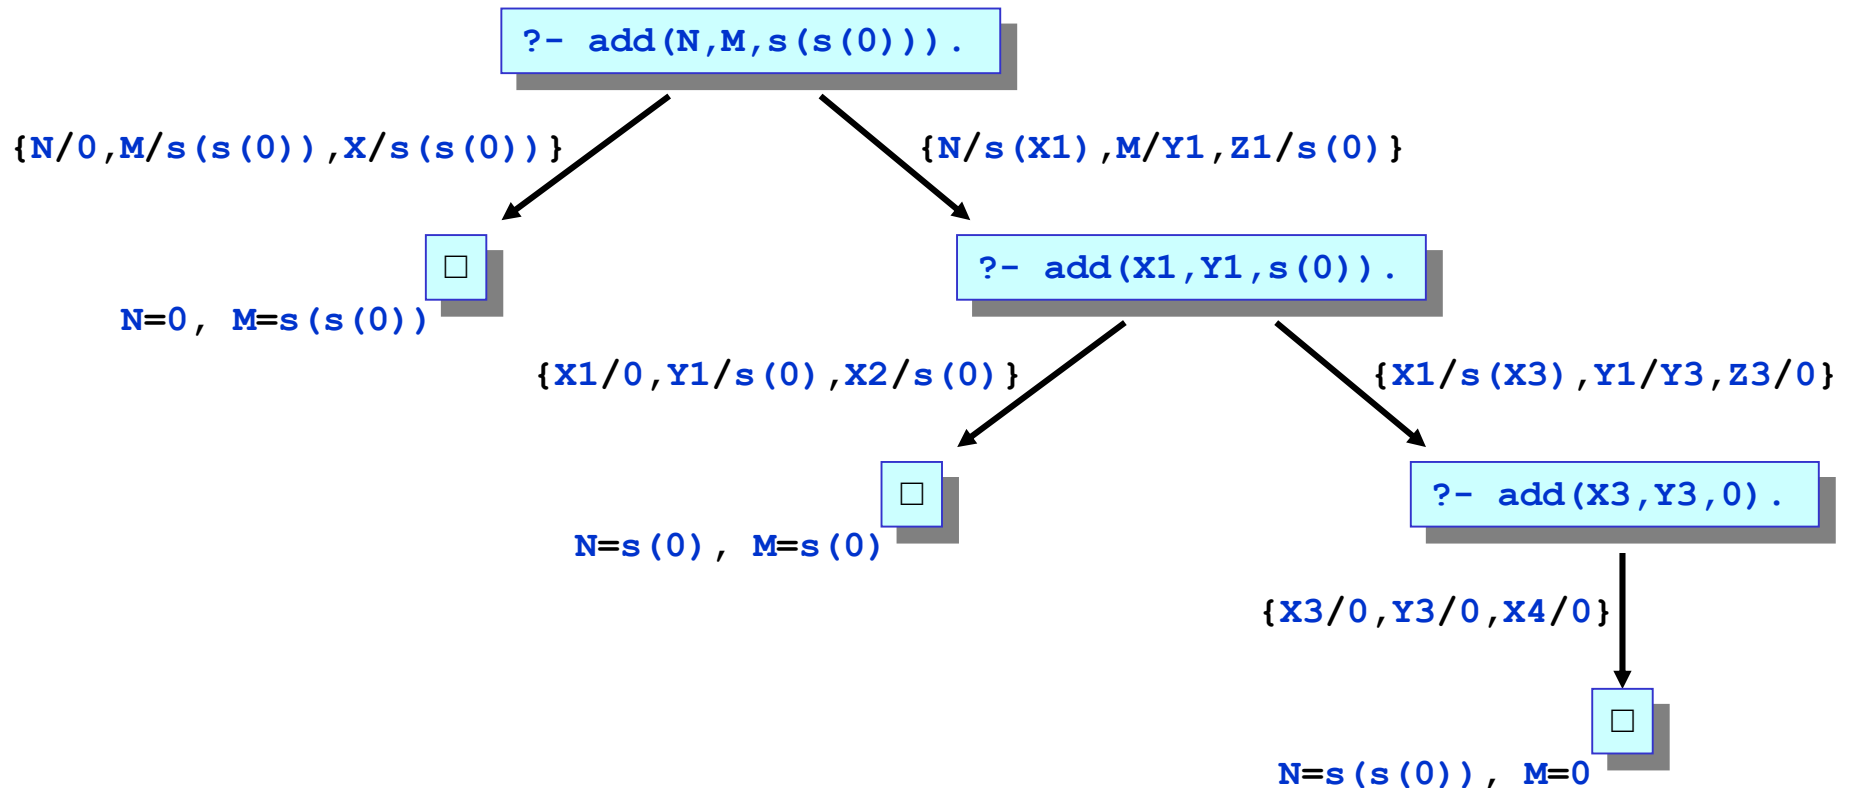 ?- add(N,M,s(s(0))).
{N/0,M/s(s(0)),X/s(s(0))}
{N/s(X1),M/Y1,Z1/s(0)}
□
?- add(X1,Y1,s(0)).
N=0, M=s(s(0))
{X1/0,Y1/s(0),X2/s(0)}
{X1/s(X3),Y1/Y3,Z3/0}
□
?- add(X3,Y3,0).
N=s(0), M=s(0)
{X3/0,Y3/0,X4/0}
□
N=s(s(0)), M=0